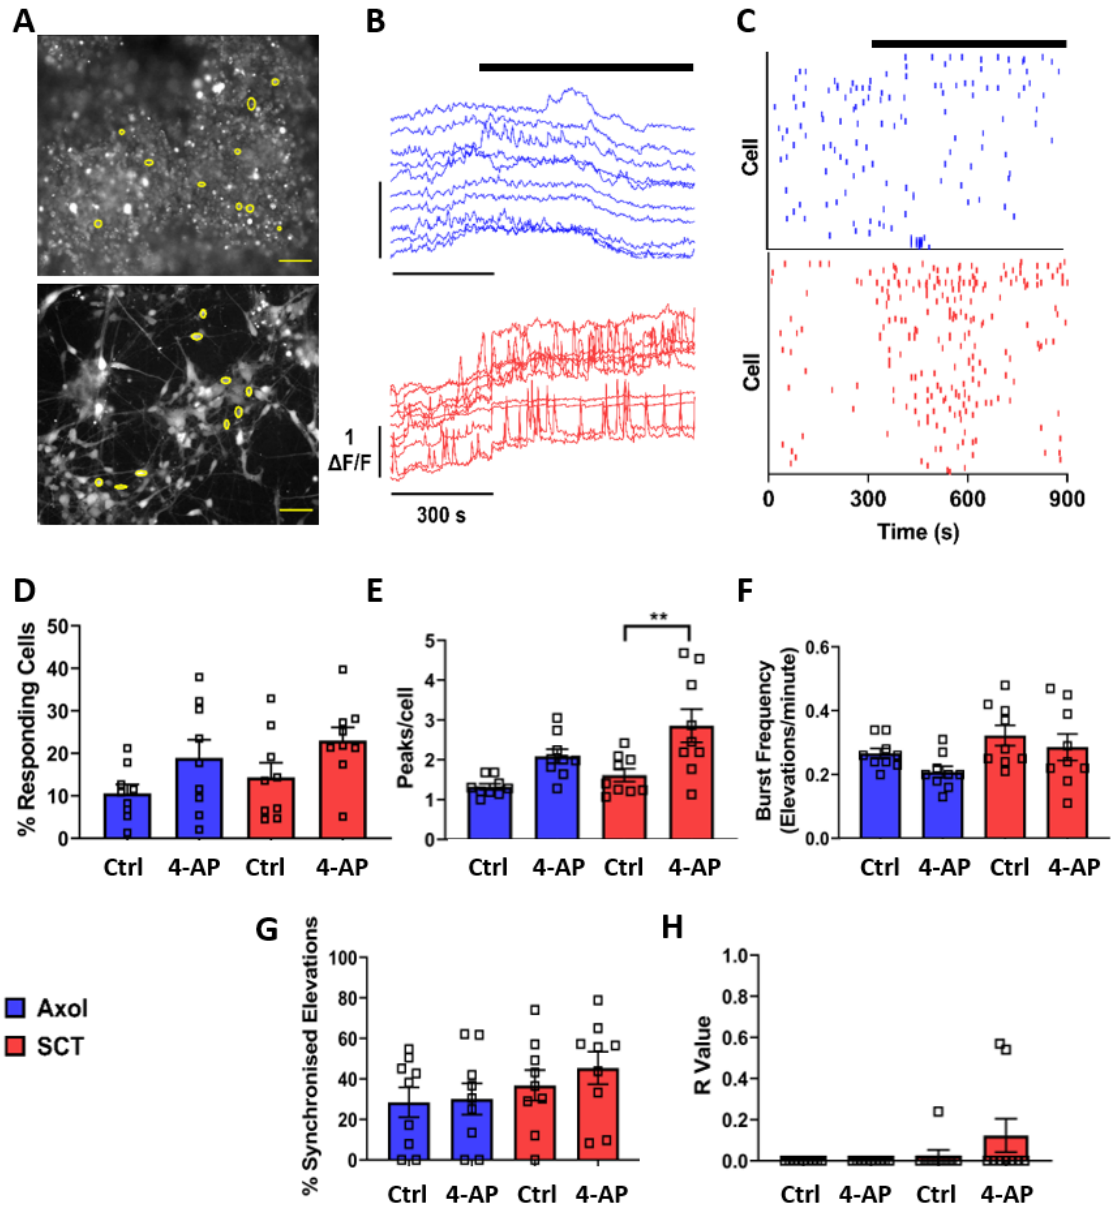 A
B
C
Cell
Cell
1
ΔF/F
300 s
0
300
600
900
Time (s)
D
% Responding Cells
50
40
30
20
10
0
Ctrl
4-AP
Ctrl
4-AP
E
Peaks/cell
5
4
3
2
1
0
**
Ctrl
4-AP
Ctrl
4-AP
F
Burst Frequency
(Elevations/minute)
0.6
0.4
0.2
0.0
Ctrl
4-AP
Ctrl
4-AP
Axol
SCT
G
% Synchronised Elevations
100
80
60
40
20
0
Ctrl
4-AP
Ctrl
4-AP
H
R Value
1.0
0.8
0.6
0.4
0.2
0.0
Ctrl
4-AP
Ctrl
4-AP